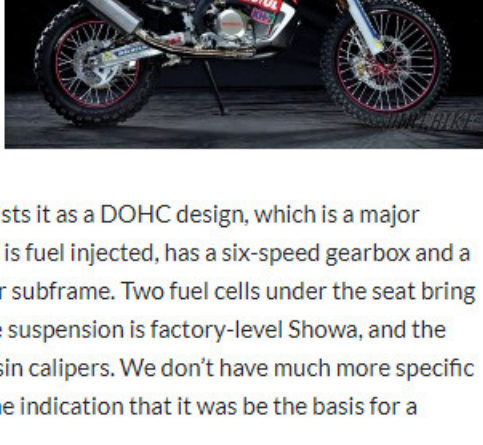 sts it as a DOHC design, which is a major
is fuel injected, has a six-speed gearbox and a
r subframe. Two fuel cells under the seat bring
e suspension is factory-level Showa, and the
sin calipers. We don’t have much more specific
ne indication that it was be the basis for a